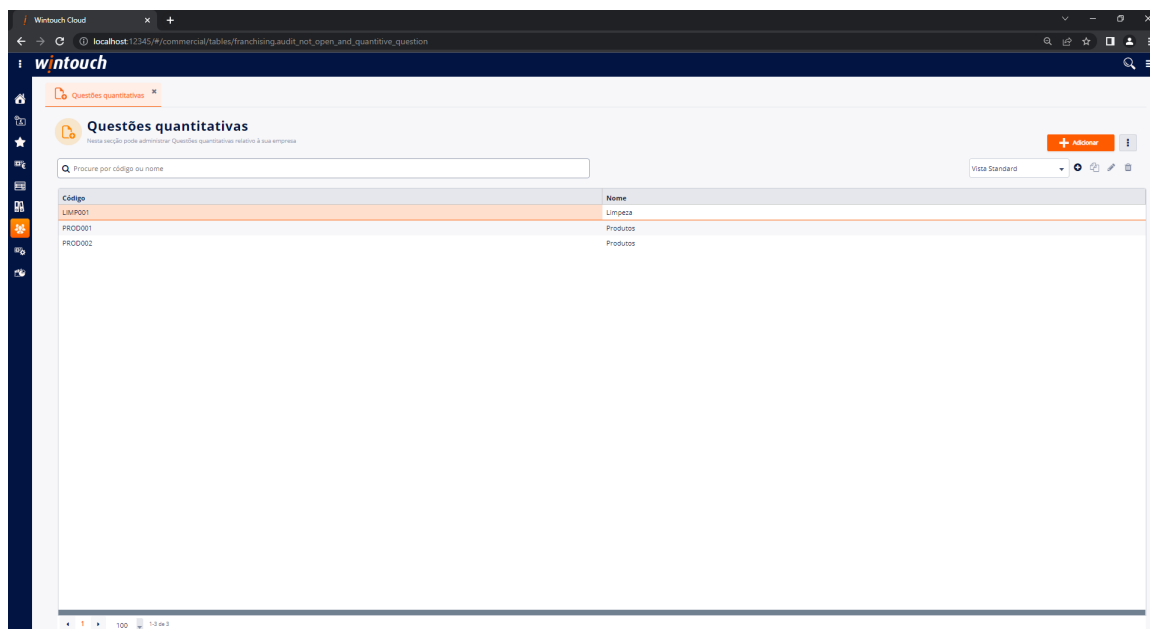 Wintouch Cloud
localhost:12345/#/commercial/tables/franchising.audit_not_open_and_quantitive_question
wintouch
Questões quantitativas
Questões quantitativas
Nesta secção pode administrar Questões quantitativas relativo à sua empresa
Adicionar
Procure por código ou nome
Vista Standard
Código Nome
LIMP001 Limpeza
PROD001 Produtos
PROD002 Produtos
1 100 1-3 de 3